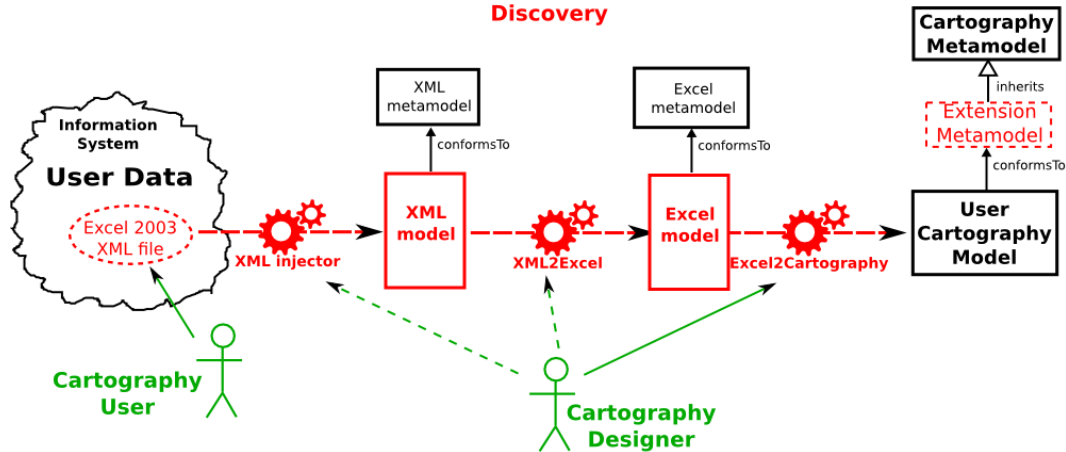 Discovery
Cartography
Metamodel
inherits
Extension
Metamodel
conformsTo
XML
metamodel
conformsTo
Excel
metamodel
conformsTo
Information
System
User Data
Excel 2003
XML file
XML injector
XML
model
XML2Excel
Excel
model
Excel2Cartography
User
Cartography
Model
Cartography
User
Cartography
Designer